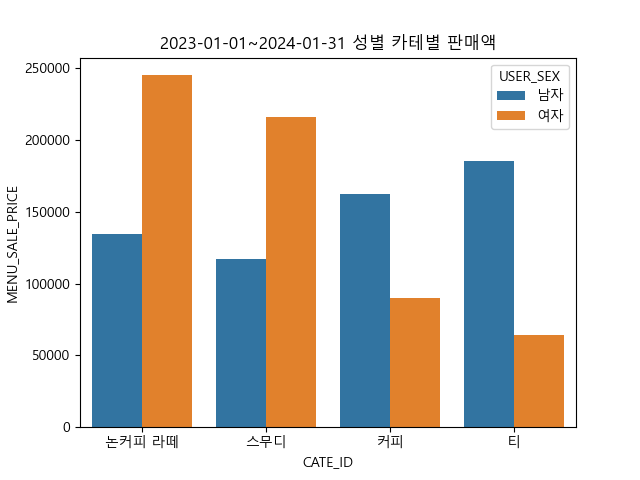 2023-01-01~2024-01-31 성별 카테별 판매액
USER_SEX
남자
여자
MENU_SALE_PRICE
250000
200000
150000
100000
50000
0
논커피 라떼
스무디
커피
티
CATE_ID